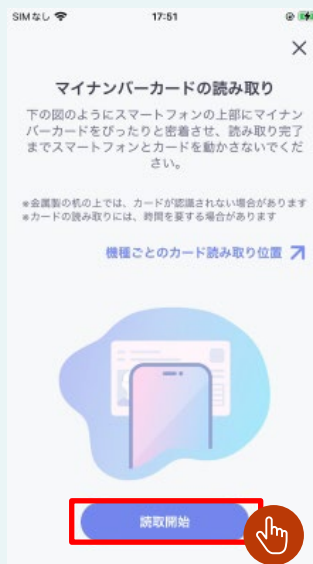 SIMなし 17:51
マイナンバーカードの読み取り
下の図のようにスマートフォンの上部にマイナン
バーカードをぴったりと密着させ、読み取り完了
までスマートフォンとカードを動かさないでくだ
さい。
※金属製の机の上では、カードが認識されない場合があります
※カードの読み取りには、時間を要する場合があります
機種ごとのカード読み取り位置
読取開始